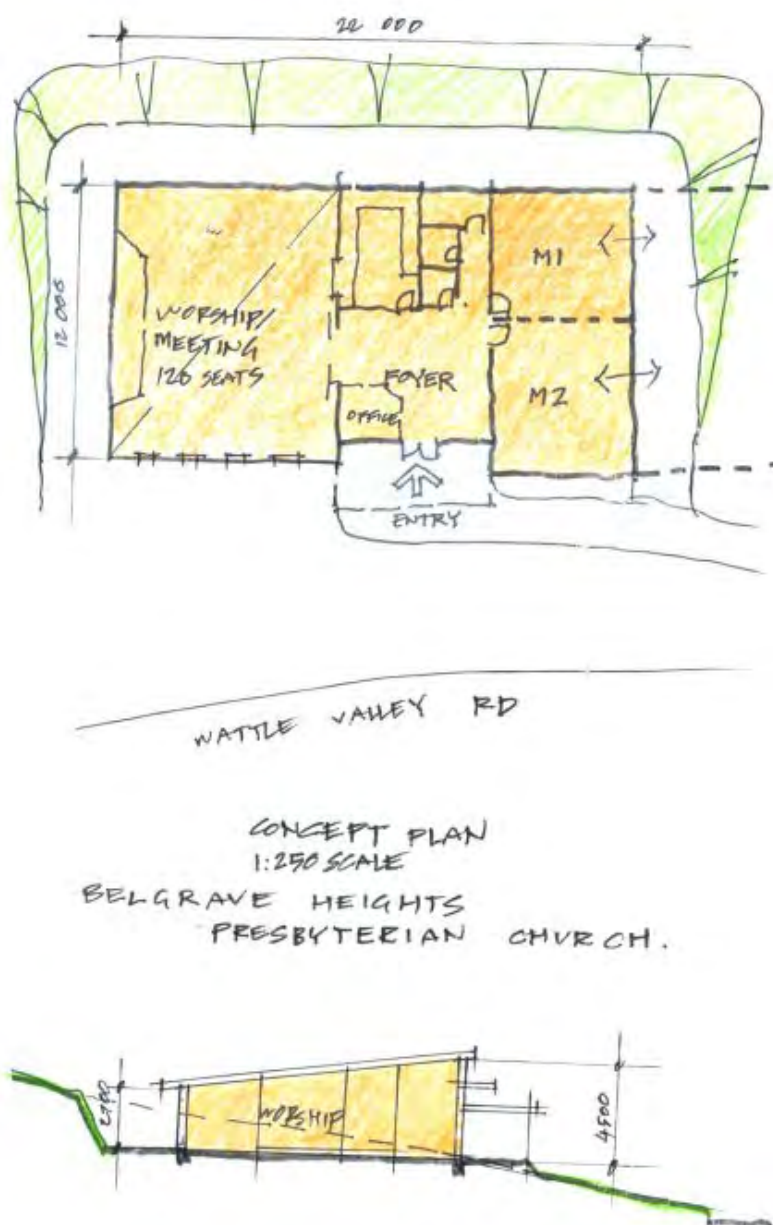 22 000
12 000
WORSHIP/
MEETING
120 SEATS
M1
FOYER
M2
OFFICE
ENTRY
WATTLE VALLEY RD
CONCEPT PLAN
1:250 SCALE
BELGRAVE HEIGHTS
PRESBYTERIAN CHURCH.
WORSHIP
4500